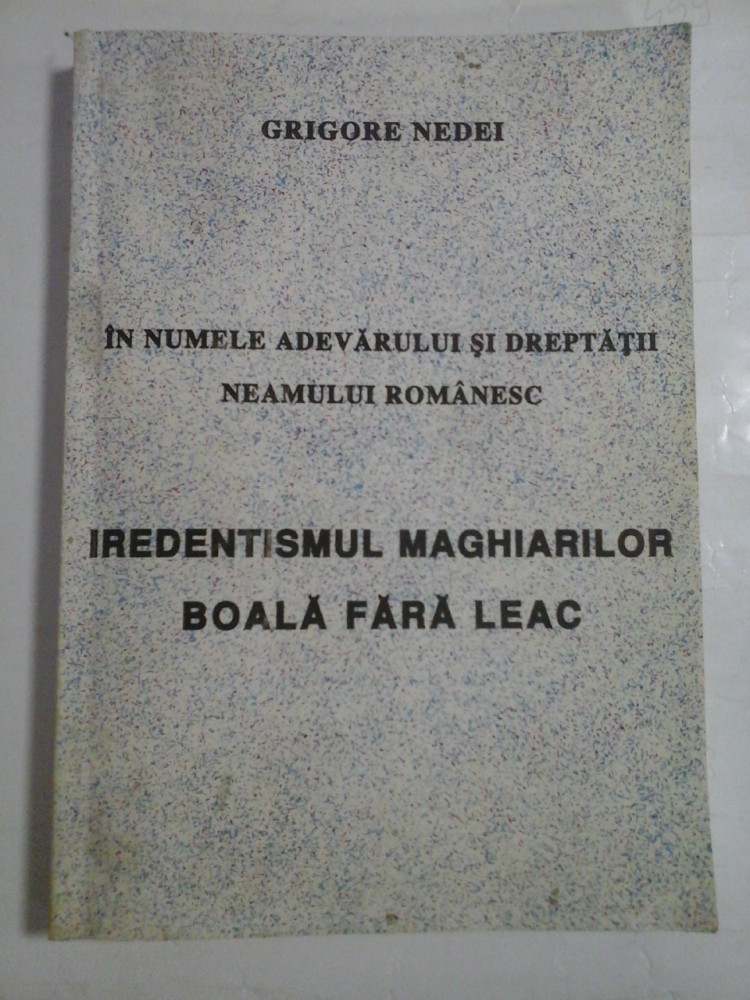 GRIGORE NEDEI
ÎN NUMELE ADEVĂRULUI ŞI DREPTĂŢII
NEAMULUI ROMÂNESC
IREDENTISMUL MAGHIARILOR
BOALĂ FĂRĂ LEAC